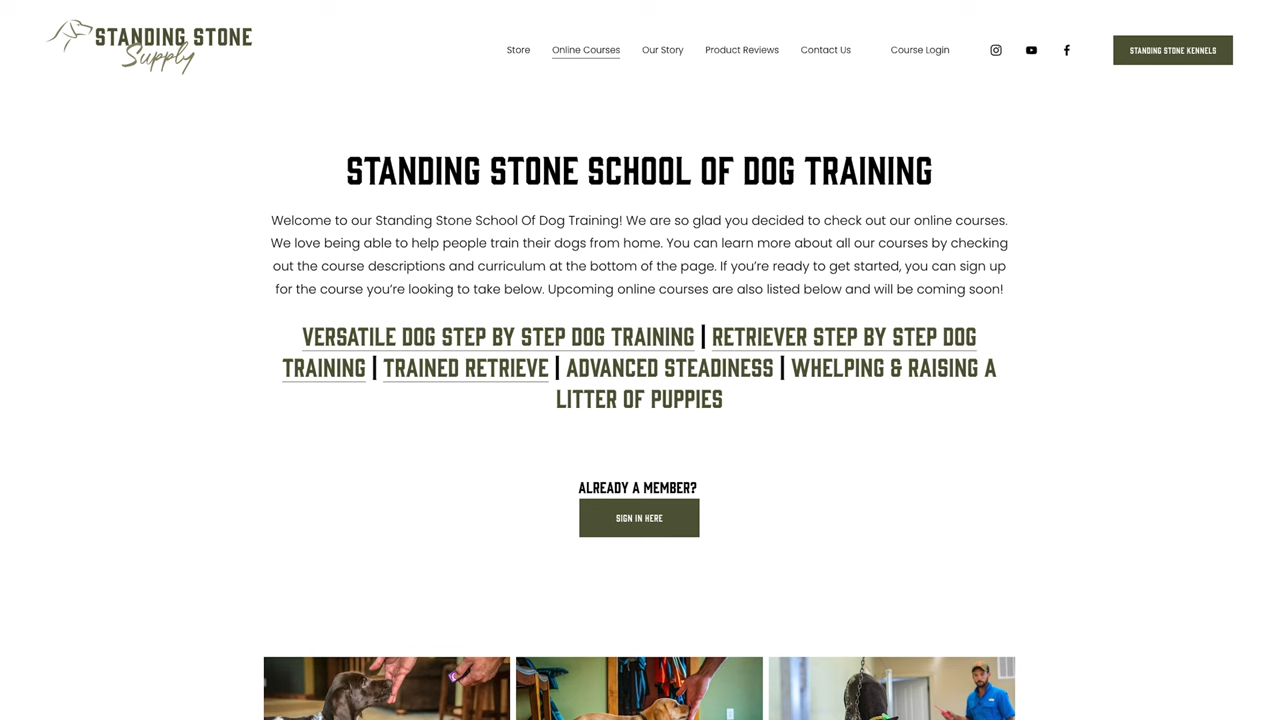 STANDING STONE
Supply
Store
Online Courses
Our Story
Product Reviews
Contact Us
Course Login
STANDING STONE KENNELS
STANDING STONE SCHOOL OF DOG TRAINING
Welcome to our Standing Stone School Of Dog Training! We are so glad you decided to check out our online courses.
We love being able to help people train their dogs from home. You can learn more about all our courses by checking
out the course descriptions and curriculum at the bottom of the page. If you’re ready to get started, you can sign up
for the course you’re looking to take below. Upcoming online courses are also listed below and will be coming soon!
VERSATILE DOG STEP BY STEP DOG TRAINING | RETRIEVER STEP BY STEP DOG
TRAINING | TRAINED RETRIEVE | ADVANCED STEADINESS | WHELPING & RAISING A
LITTER OF PUPPIES
ALREADY A MEMBER?
SIGN IN HERE